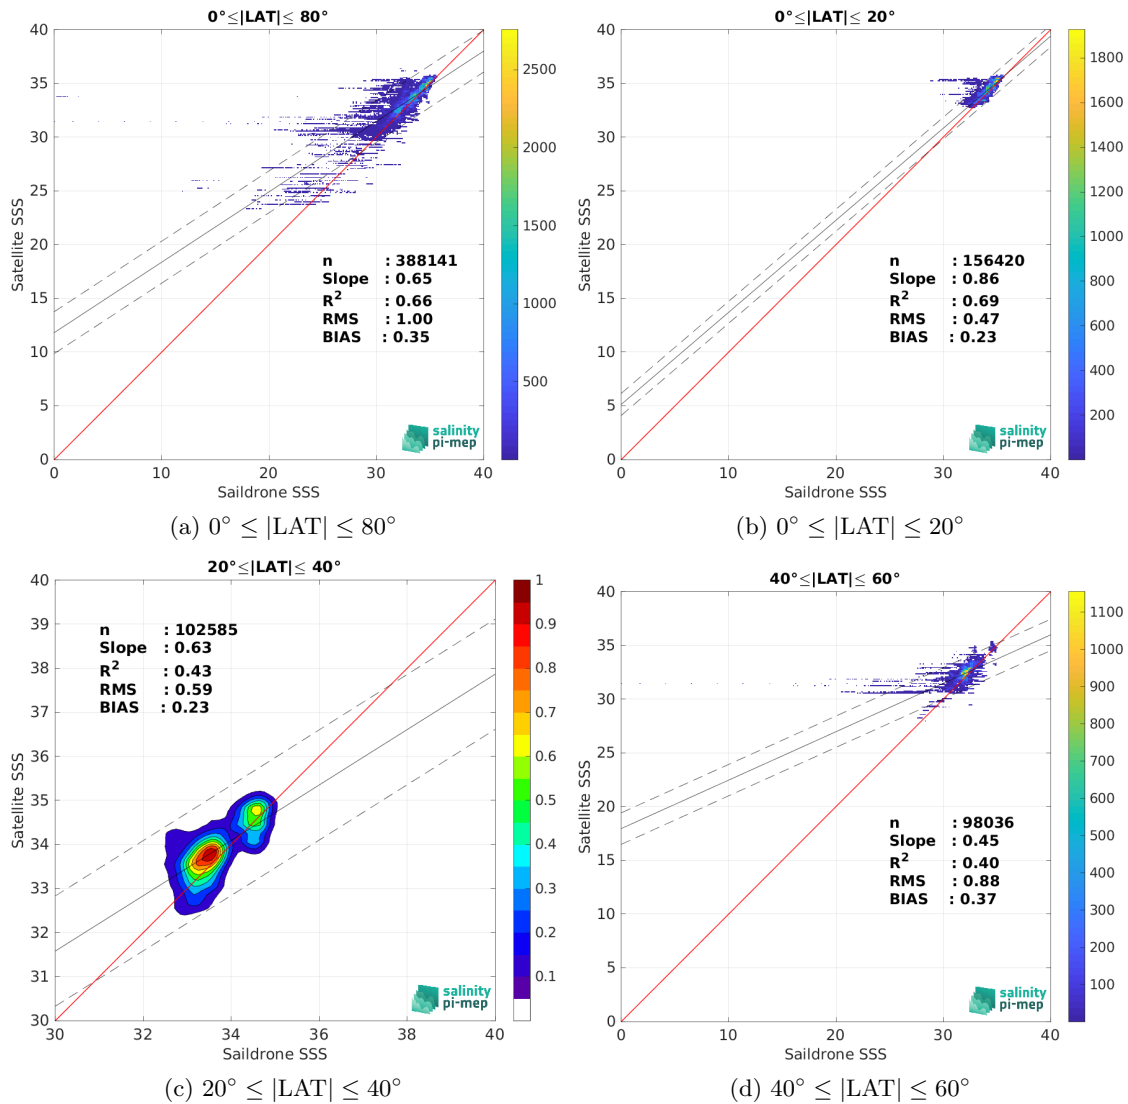 0°≤|LAT|≤ 80°
Satellite SSS
40
35
30
25
20
15
10
5
0
0 10 20 30 40
Saildrone SSS
n : 388141
Slope : 0.65
R² : 0.66
RMS : 1.00
BIAS : 0.35
salinity
pi-mep
2500
2000
1500
1000
500
(a) 0° ≤ |LAT| ≤ 80°
0°≤|LAT|≤ 20°
Satellite SSS
40
35
30
25
20
15
10
5
0
0 10 20 30 40
Saildrone SSS
n : 156420
Slope : 0.86
R² : 0.69
RMS : 0.47
BIAS : 0.23
salinity
pi-mep
1800
1600
1400
1200
1000
800
600
400
200
(b) 0° ≤ |LAT| ≤ 20°
20°≤|LAT|≤ 40°
Satellite SSS
40
39
38
37
36
35
34
33
32
31
30
30 32 34 36 38 40
Saildrone SSS
n : 102585
Slope : 0.63
R² : 0.43
RMS : 0.59
BIAS : 0.23
salinity
pi-mep
1
0.9
0.8
0.7
0.6
0.5
0.4
0.3
0.2
0.1
(c) 20° ≤ |LAT| ≤ 40°
40°≤|LAT|≤ 60°
Satellite SSS
40
35
30
25
20
15
10
5
0
0 10 20 30 40
Saildrone SSS
n : 98036
Slope : 0.45
R² : 0.40
RMS : 0.88
BIAS : 0.37
salinity
pi-mep
1100
1000
900
800
700
600
500
400
300
200
100
(d) 40° ≤ |LAT| ≤ 60°